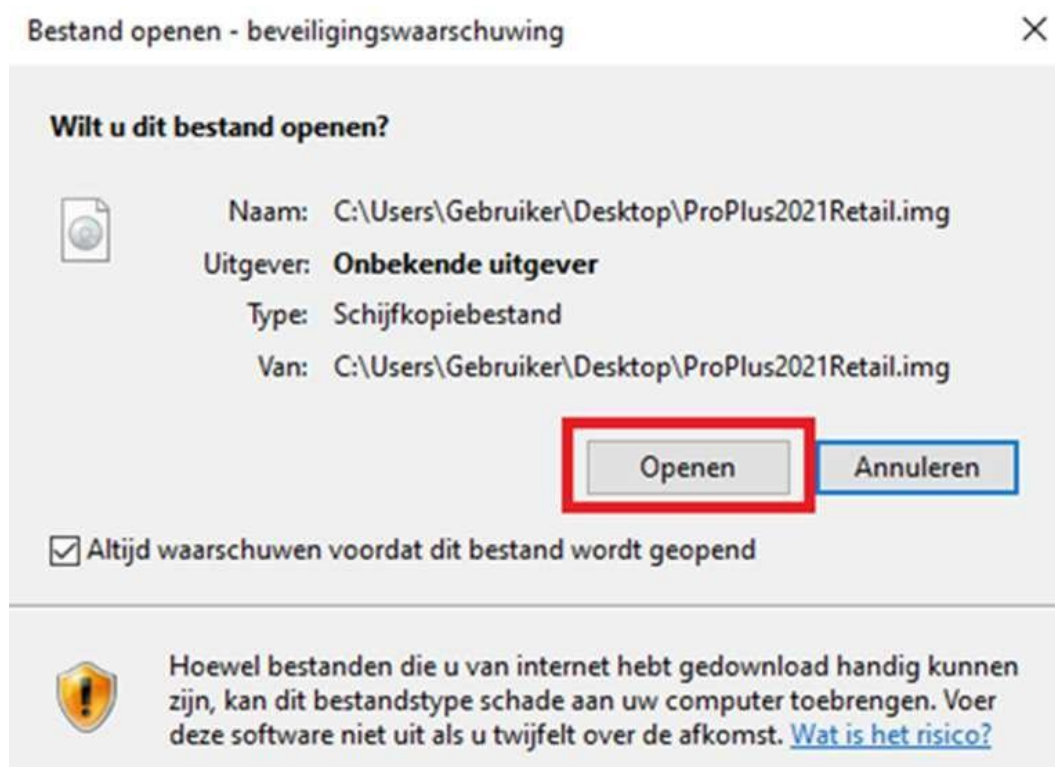 Bestand openen - beveiligingswaarschuwing
Wilt u dit bestand openen?
Naam: C:\Users\Gebruiker\Desktop\ProPlus2021Retail.img
Uitgever: Onbekende uitgever
Type: Schijfkopiebestand
Van: C:\Users\Gebruiker\Desktop\ProPlus2021Retail.img
Openen Annuleren
Altijd waarschuwen voordat dit bestand wordt geopend
Hoewel bestanden die u van internet hebt gedownload handig kunnen
zijn, kan dit bestandstype schade aan uw computer toebrengen. Voer
deze software niet uit als u twijfelt over de afkomst. Wat is het risico?